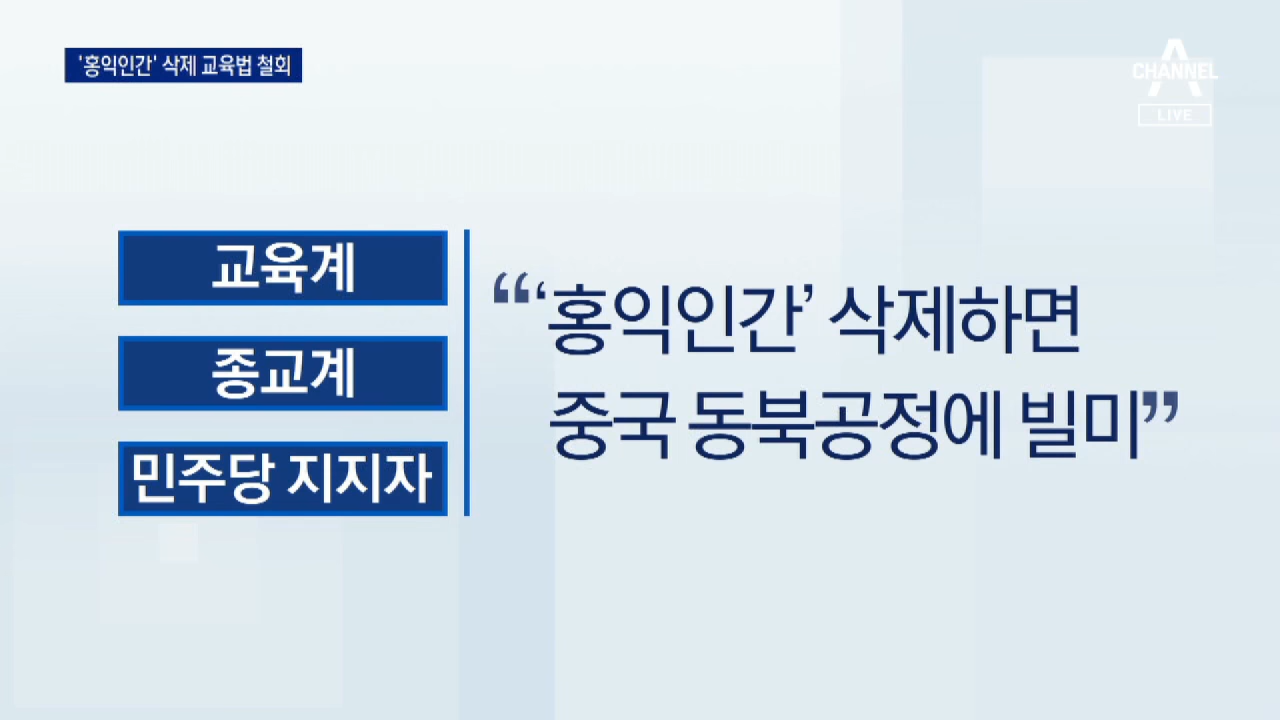 '홍익인간' 삭제 교육법 철회
CHANNEL A
LIVE
교육계
종교계
민주당 지지자
“‘홍익인간’ 삭제하면
중국 동북공정에 빌미”